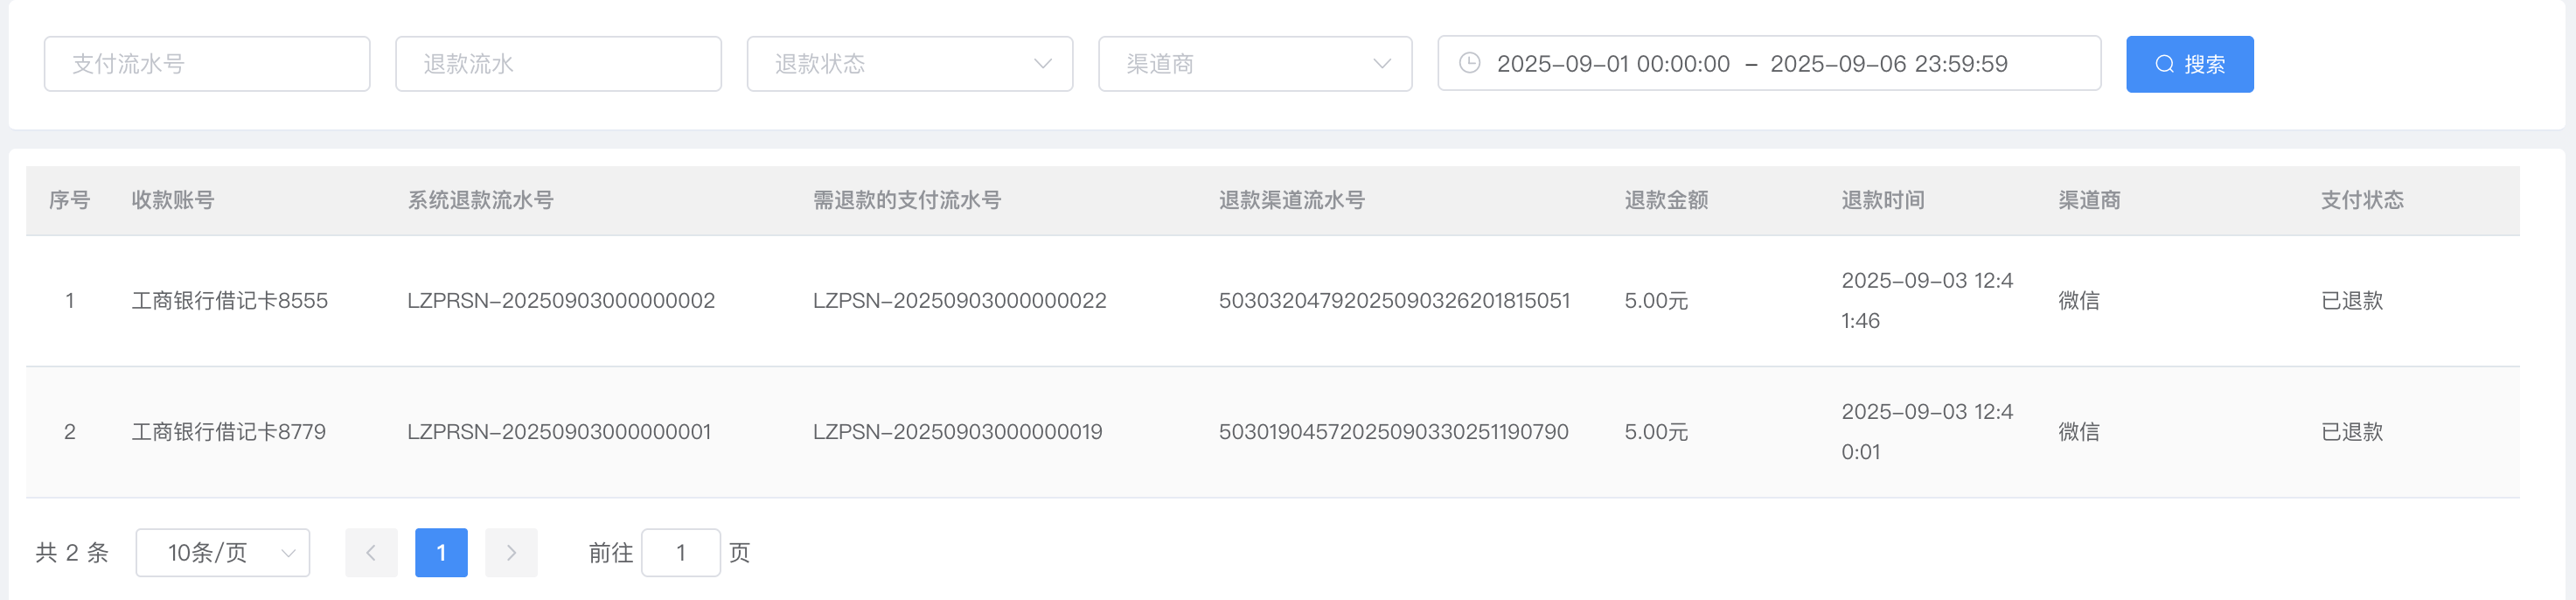 支付流水号 退款流水 退款状态 渠道商 2025-09-01 00:00:00 - 2025-09-06 23:59:59 搜索
序号 收款账号 系统退款流水号 需退款的支付流水号 退款渠道流水号 退款金额 退款时间 渠道商 支付状态
1 工商银行借记卡8555 LZPRSN-20250903000000002 LZPSN-20250903000000022 50303204792025090326201815051 5.00元 2025-09-03 12:4
1:46 微信 已退款
2 工商银行借记卡8779 LZPRSN-20250903000000001 LZPSN-20250903000000019 50301904572025090330251190790 5.00元 2025-09-03 12:4
0:01 微信 已退款
共 2 条 10条/页 1 前往 1 页